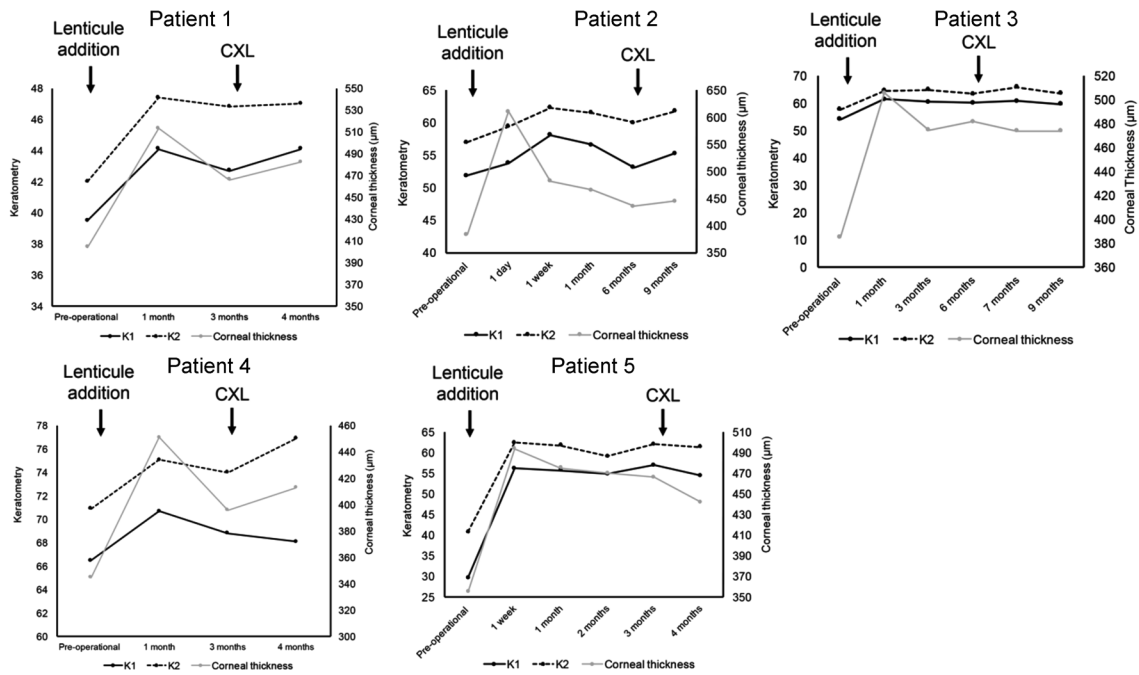 Patient 1
Lenticule
addition
CXL
48
46
44
42
40
38
36
34
Keratometry
550
530
510
490
470
450
430
410
390
370
350
Corneal thickness (μm)
Pre-operational 1 month 3 months 4 months
K1 K2 Corneal thickness
Patient 2
Lenticule
addition
CXL
65
60
55
50
45
40
Keratometry
650
600
550
500
450
400
350
Corneal thickness (μm)
Pre-operational 1 day 1 week 1 month 6 months 9 months
K1 K2 Corneal thickness
Patient 3
Lenticule
addition
CXL
70
60
50
40
30
20
10
0
Keratometry
520
500
480
460
440
420
400
380
360
Corneal Thickness (μm)
Pre-operational 1 month 3 months 6 months 7 months 9 months
K1 K2 Corneal thickness
Patient 4
Lenticule
addition
CXL
78
76
74
72
70
68
66
64
62
60
Keratometry
460
440
420
400
380
360
340
320
300
Corneal thickness (μm)
Pre-operational 1 month 3 months 4 months
K1 K2 Corneal thickness
Patient 5
Lenticule
addition
CXL
65
60
55
50
45
40
35
30
25
Keratometry
510
490
470
450
430
410
390
370
350
Corneal thickness (μm)
Pre-operational 1 week 1 month 2 months 3 months 4 months
K1 K2 Corneal thickness